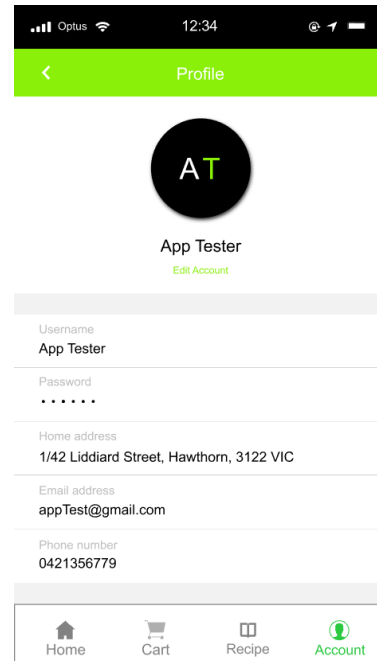 Optus 12:34
Profile
AT
App Tester
Edit Account
Username
App Tester
Password
••••••
Home address
1/42 Liddiard Street, Hawthorn, 3122 VIC
Email address
appTest@gmail.com
Phone number
0421356779
Home Cart Recipe Account